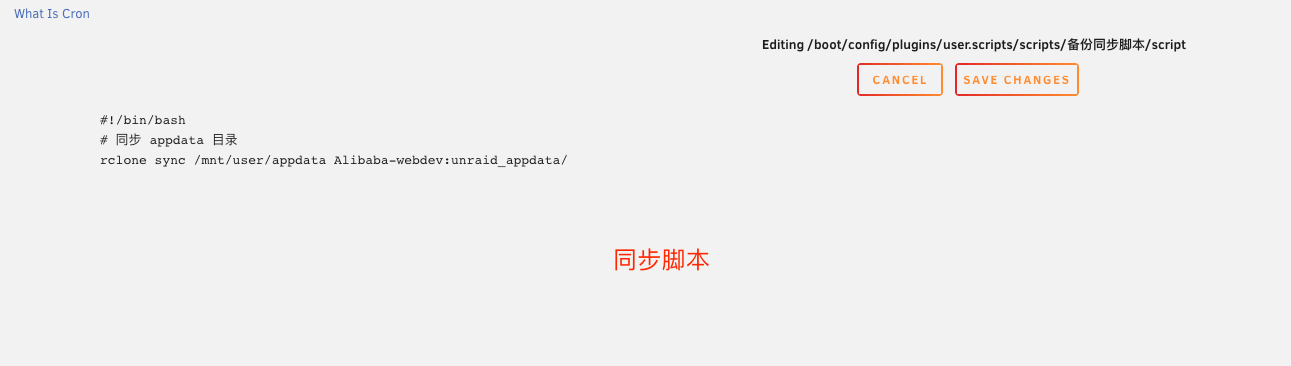 What Is Cron
Editing /boot/config/plugins/user.scripts/scripts/备份同步脚本/script
CANCEL
SAVE CHANGES
#!/bin/bash
# 同步 appdata 目录
rclone sync /mnt/user/appdata Alibaba-webdev:unraid_appdata/
同步脚本